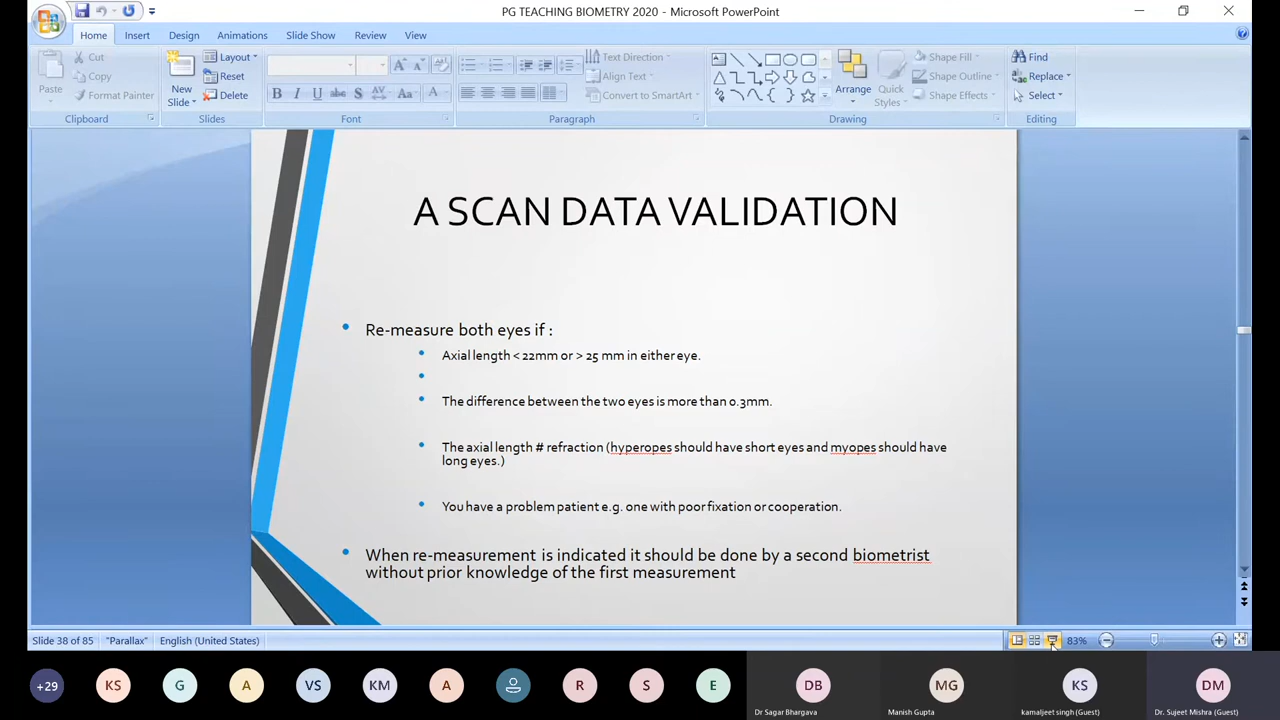 PG TEACHING BIOMETRY 2020 - Microsoft PowerPoint
Home Insert Design Animations Slide Show Review View
Paste
Cut
Copy
Format Painter
Clipboard
New
Slide
Layout
Reset
Delete
Slides
B I U abc S AV Aa A
Font
Text Direction
Align Text
Convert to SmartArt
Paragraph
Arrange
Quick
Styles
Shape Fill
Shape Outline
Shape Effects
Drawing
Find
Replace
Select
Editing
A SCAN DATA VALIDATION
Re-measure both eyes if :
Axial length < 22mm or > 25 mm in either eye.
The difference between the two eyes is more than 0.3mm.
The axial length # refraction (hyperopes should have short eyes and myopes should have
long eyes.)
You have a problem patient e.g. one with poor fixation or cooperation.
When re-measurement is indicated it should be done by a second biometrist
without prior knowledge of the first measurement
Slide 38 of 85 "Parallax" English (United States) 83%
+29 KS G A VS KM A R S E DB MG KS DM
Dr Sagar Bhargava Manish Gupta kamaljeet singh (Guest) Dr. Sujeet Mishra (Guest)